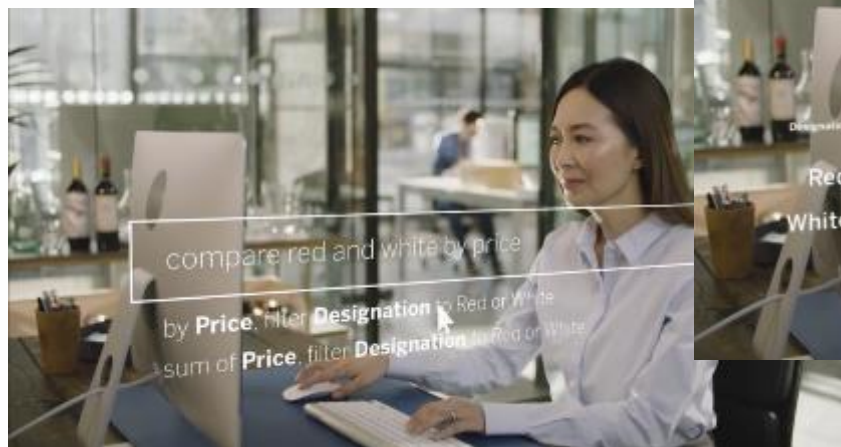 compare red and white by price
by Price, filter Designation to Red or White
sum of Price, filter Designation to Red or White
Red
White